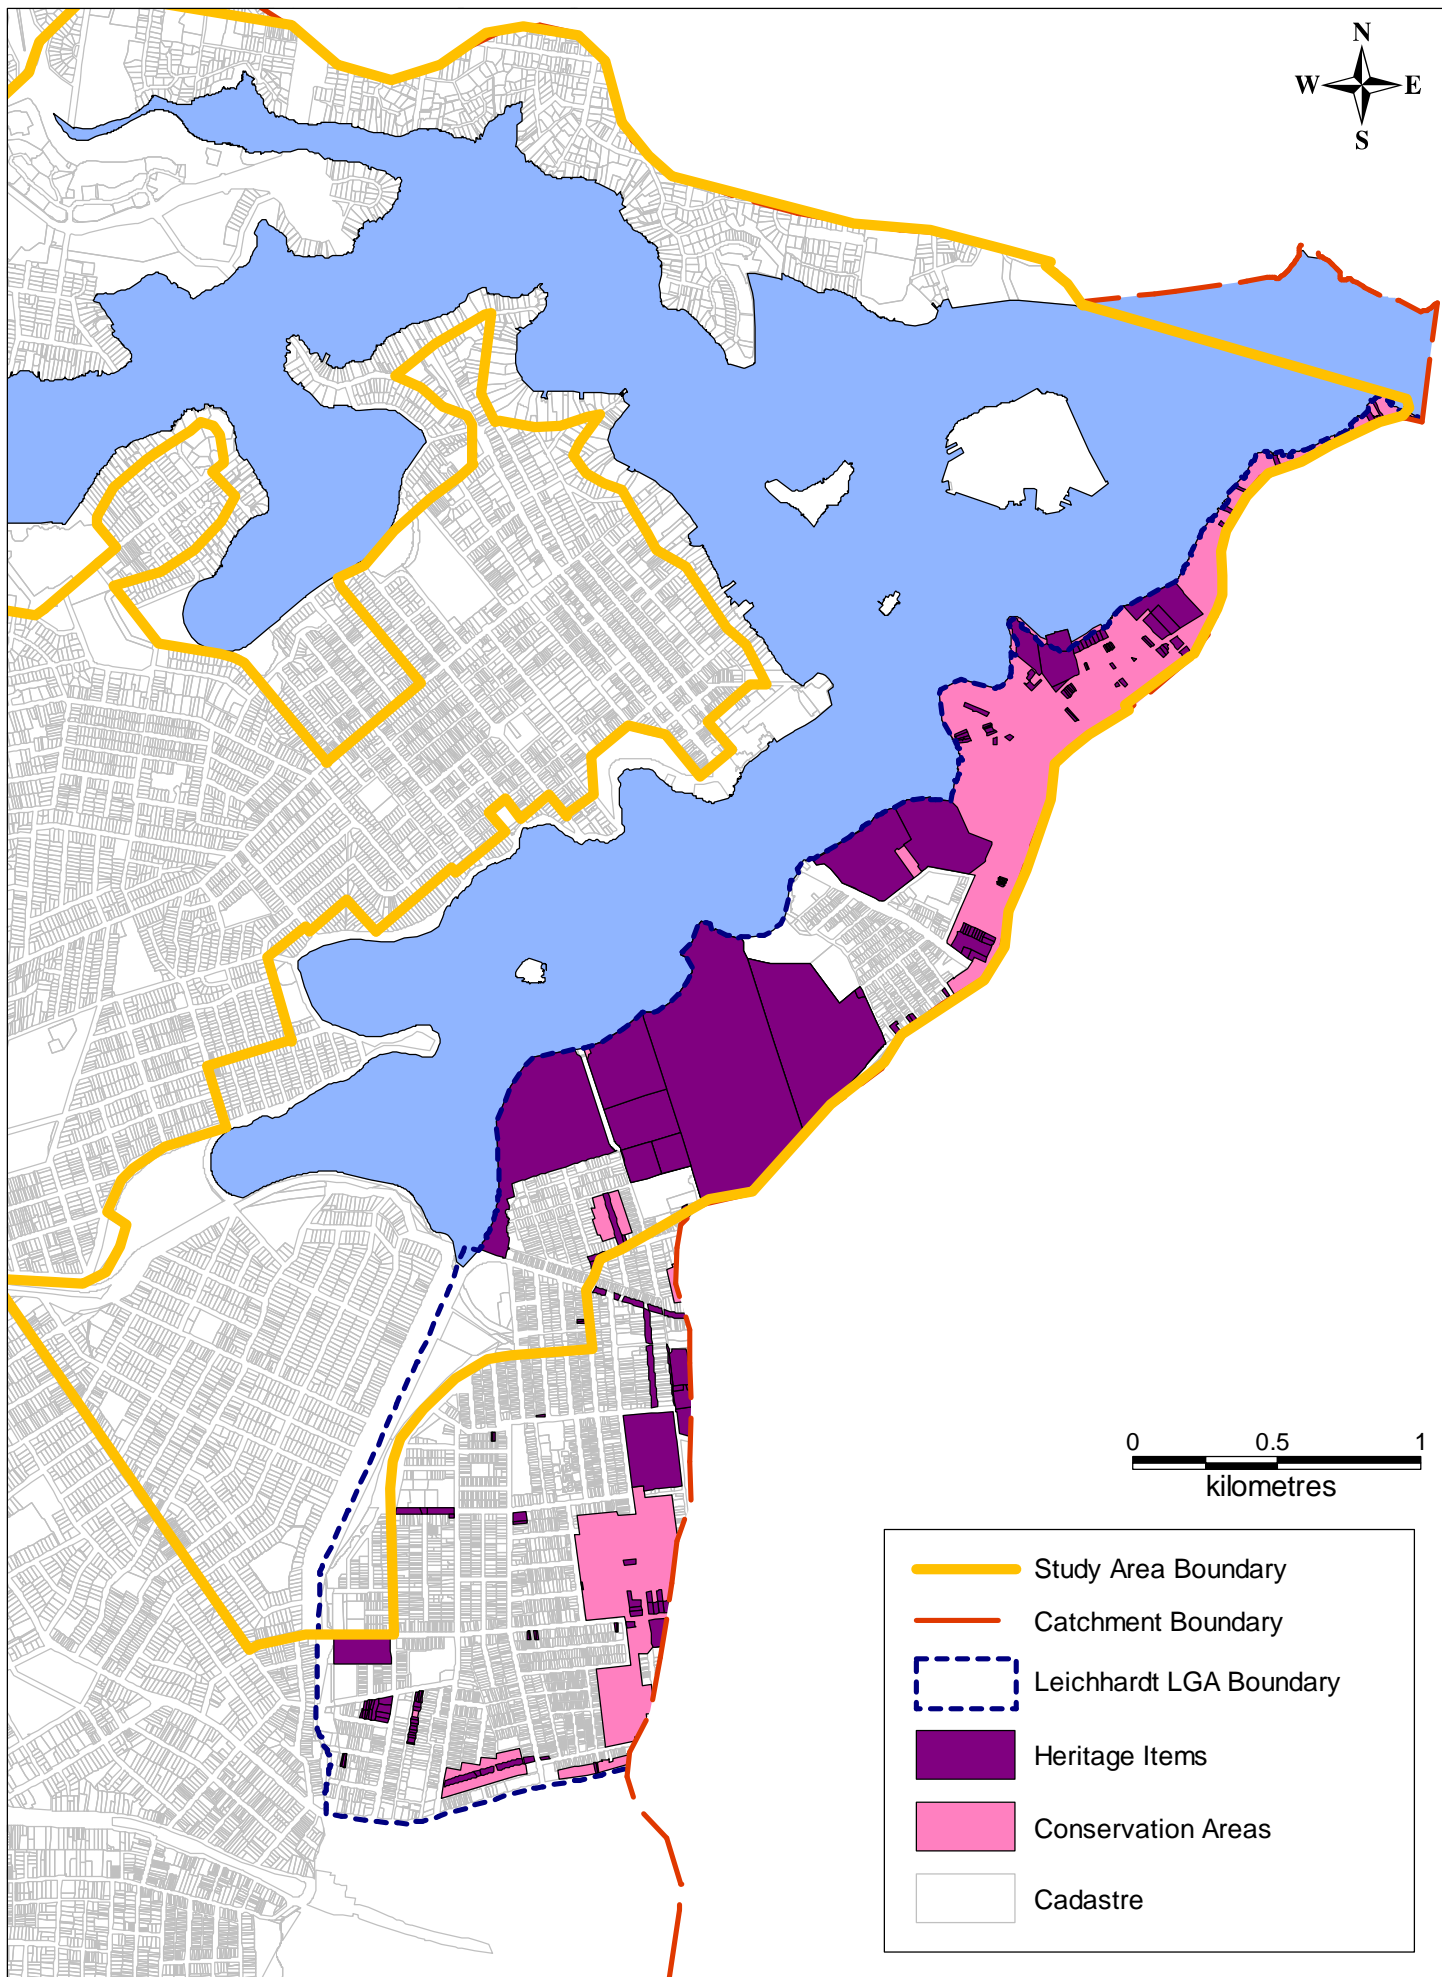 N
W E
S
0 0.5 1
kilometres
Study Area Boundary
Catchment Boundary
Leichhardt LGA Boundary
Heritage Items
Conservation Areas
Cadastre